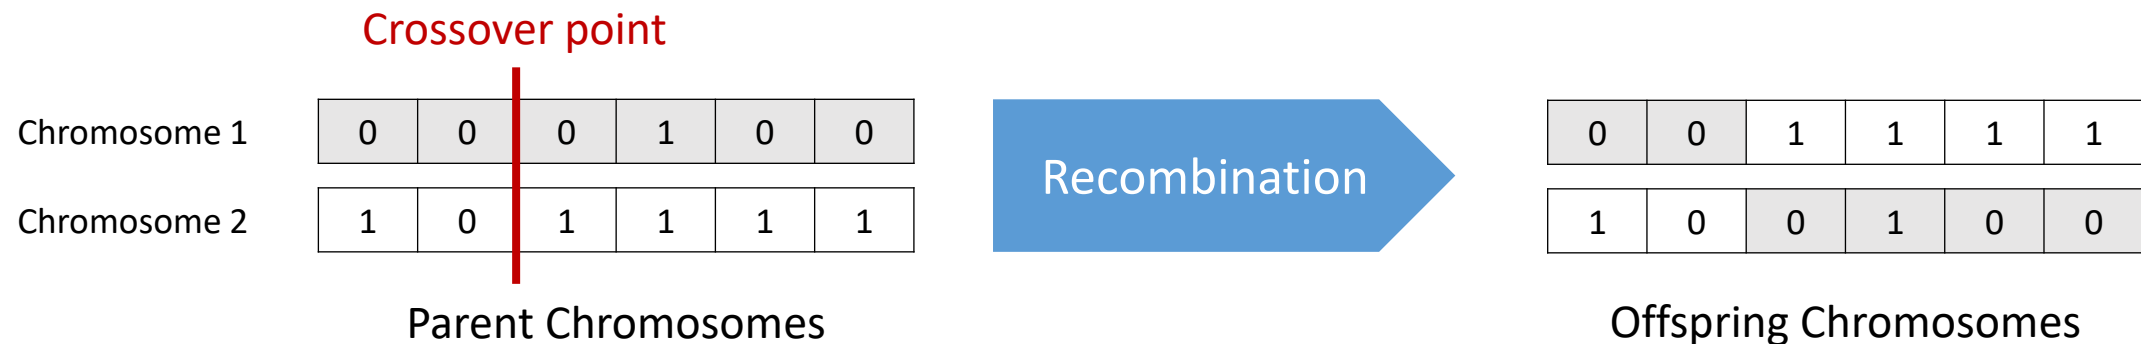 Crossover point
Chromosome 1 0 0 0 1 0 0
Chromosome 2 1 0 1 1 1 1
Parent Chromosomes
Recombination
0 0 1 1 1 1
1 0 0 1 0 0
Offspring Chromosomes